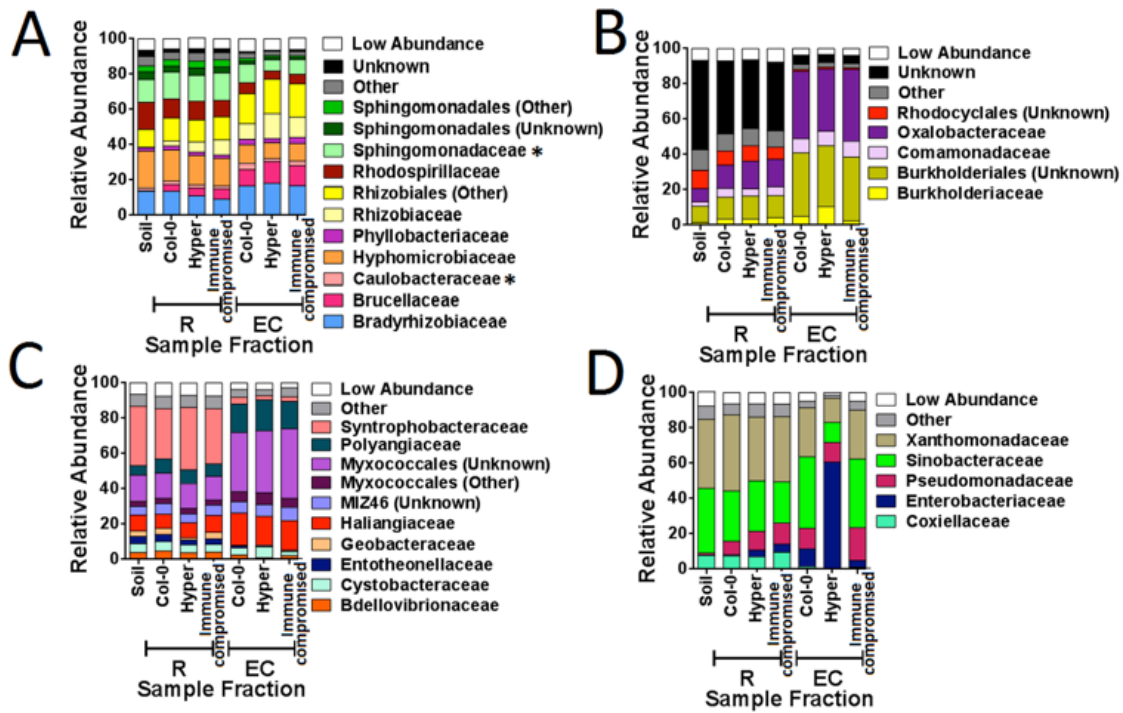 A
Relative Abundance
100
80
60
40
20
0
Soil
Col-0
Hyper
Immune
compromised
Col-0
Hyper
Immune
compromised
R
EC
Sample Fraction
Low Abundance
Unknown
Other
Sphingomonadales (Other)
Sphingomonadales (Unknown)
Sphingomonadaceae *
Rhodospirillaceae
Rhizobiales (Other)
Rhizobiaceae
Phyllobacteriaceae
Hyphomicrobiaceae
Caulobacteraceae *
Brucellaceae
Bradyrhizobiaceae
B
Relative Abundance
100
80
60
40
20
0
Soil
Col-0
Hyper
Immune
compromised
Col-0
Hyper
Immune
compromised
R
EC
Sample Fraction
Low Abundance
Unknown
Other
Rhodocyclales (Unknown)
Oxalobacteraceae
Comamonadaceae
Burkholderiales (Unknown)
Burkholderiaceae
C
Relative Abundance
100
80
60
40
20
0
Soil
Col-0
Hyper
Immune
compromised
Col-0
Hyper
Immune
compromised
R
EC
Sample Fraction
Low Abundance
Other
Syntrophobacteraceae
Polyangiaceae
Myxococcales (Unknown)
Myxococcales (Other)
MIZ46 (Unknown)
Haliangiaceae
Geobacteraceae
Entotheonellaceae
Cystobacteraceae
Bdellovibrionaceae
D
Relative Abundance
100
80
60
40
20
0
Soil
Col-0
Hyper
Immune
compromised
Col-0
Hyper
Immune
compromised
R
EC
Sample Fraction
Low Abundance
Other
Xanthomonadaceae
Sinobacteraceae
Pseudomonadaceae
Enterobacteriaceae
Coxiellaceae